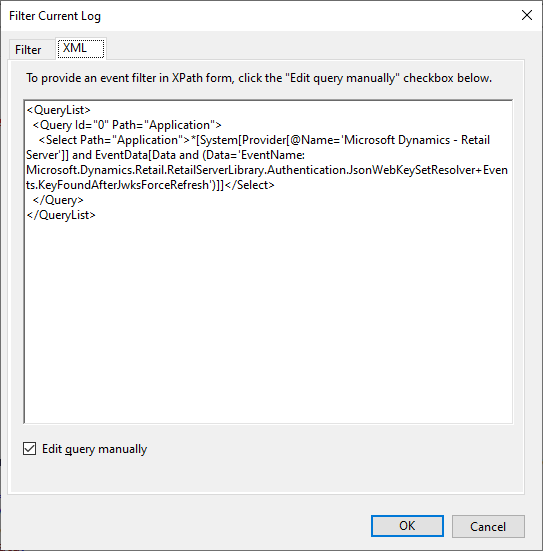 Filter Current Log
Filter
XML
To provide an event filter in XPath form, click the "Edit query manually" checkbox below.
<QueryList>
  <Query Id="0" Path="Application">
    <Select Path="Application">*[System[Provider[@Name='Microsoft Dynamics - Retail
Server']] and EventData[Data and (Data='EventName:
Microsoft.Dynamics.Retail.RetailServerLibrary.Authentication.JsonWebKeySetResolver+Even
ts.KeyFoundAfterJwksForceRefresh')]]</Select>
  </Query>
</QueryList>
Edit query manually
OK
Cancel